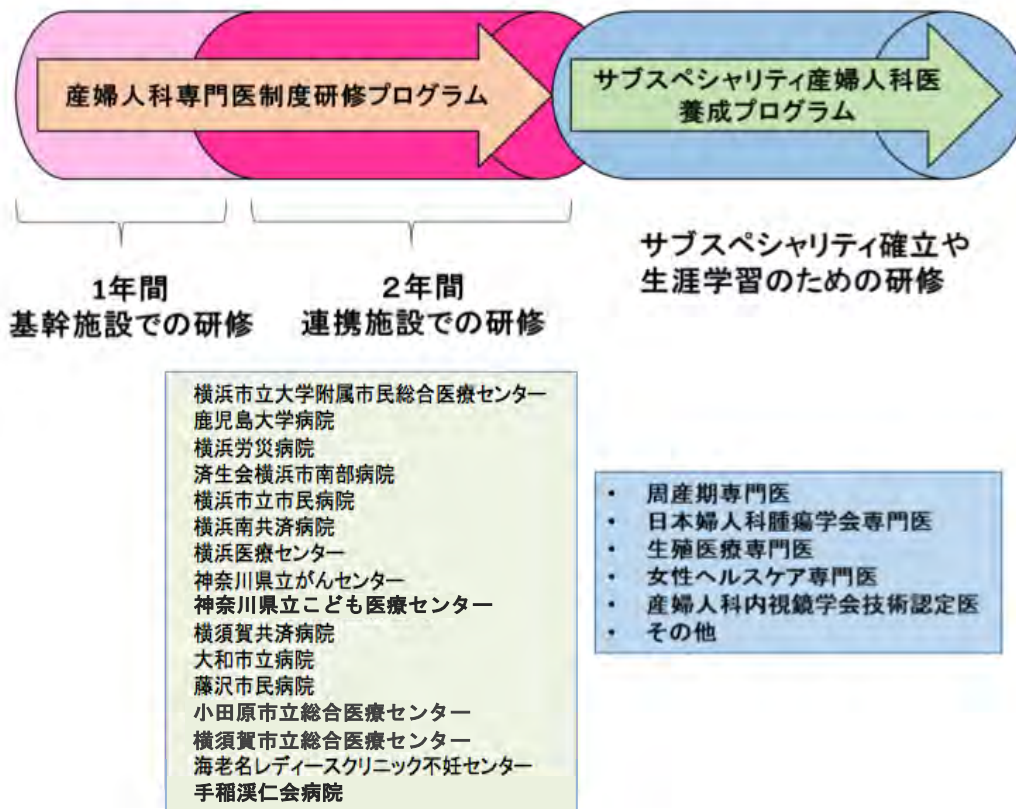 産婦人科専門医制度研修プログラム
サブスペシャリティ産婦人科医
養成プログラム
1年間
基幹施設での研修
2年間
連携施設での研修
サブスペシャリティ確立や
生涯学習のための研修
横浜市立大学附属市民総合医療センター
鹿児島大学病院
横浜労災病院
済生会横浜市南部病院
横浜市立市民病院
横浜南共済病院
横浜医療センター
神奈川県立がんセンター
神奈川県立こども医療センター
横須賀共済病院
大和市立病院
藤沢市民病院
小田原市立総合医療センター
横須賀市立総合医療センター
海老名レディースクリニック不妊センター
手稲渓仁会病院
・ 周産期専門医
・ 日本婦人科腫瘍学会専門医
・ 生殖医療専門医
・ 女性ヘルスケア専門医
・ 産婦人科内視鏡学会技術認定医
・ その他